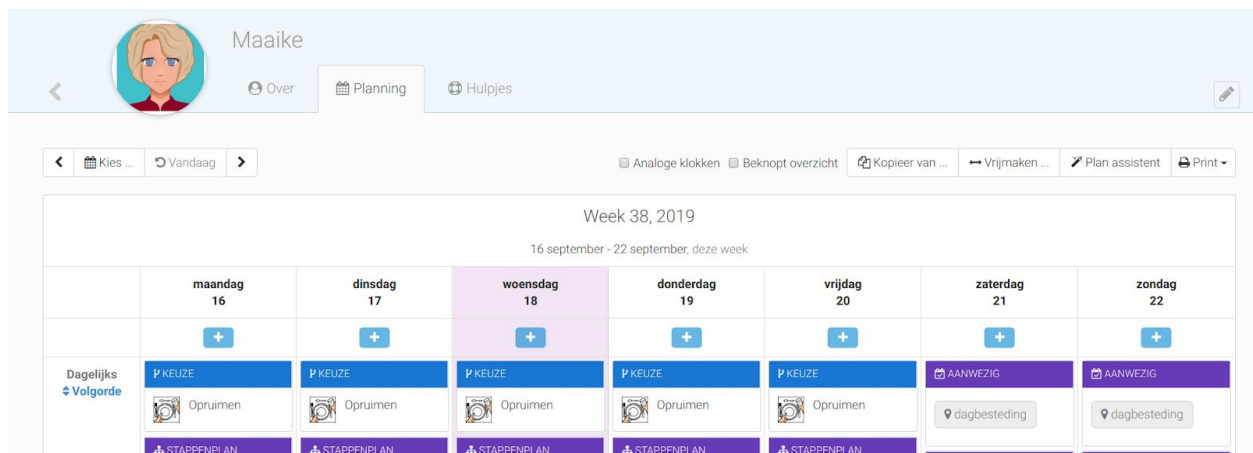 Maaike
Over Planning Hulpjes
Kies ... Vandaag Analoge klokken Beknopt overzicht Kopieer van ... Vrijmaken ... Plan assistent Print
Week 38, 2019
16 september - 22 september, deze week
maandag dinsdag woensdag donderdag vrijdag zaterdag zondag
16 17 18 19 20 21 22
Dagelijks KEUZE KEUZE KEUZE KEUZE KEUZE AANWEZIG AANWEZIG
Volgorde
Opruimen Opruimen Opruimen Opruimen Opruimen dagbesteding dagbesteding
STAPPENPLAN STAPPENPLAN STAPPENPLAN STAPPENPLAN STAPPENPLAN